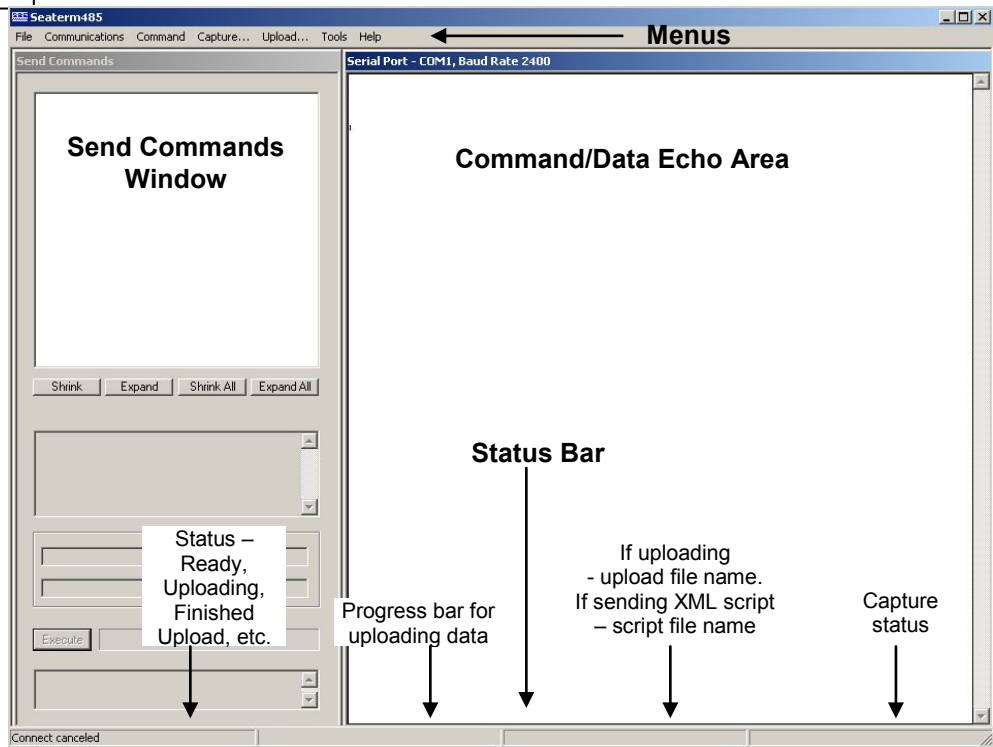 Seaterm485
File Communications Command Capture... Upload... Tools Help
Menus
Send Commands
Serial Port - COM1, Baud Rate 2400
Send Commands
Window
Command/Data Echo Area
Shrink Expand Shrink All Expand All
Status Bar
Status –
Ready,
Uploading,
Finished
Upload, etc.
Execute
Progress bar for
uploading data
If uploading
- upload file name.
If sending XML script
– script file name
Capture
status
Connect canceled